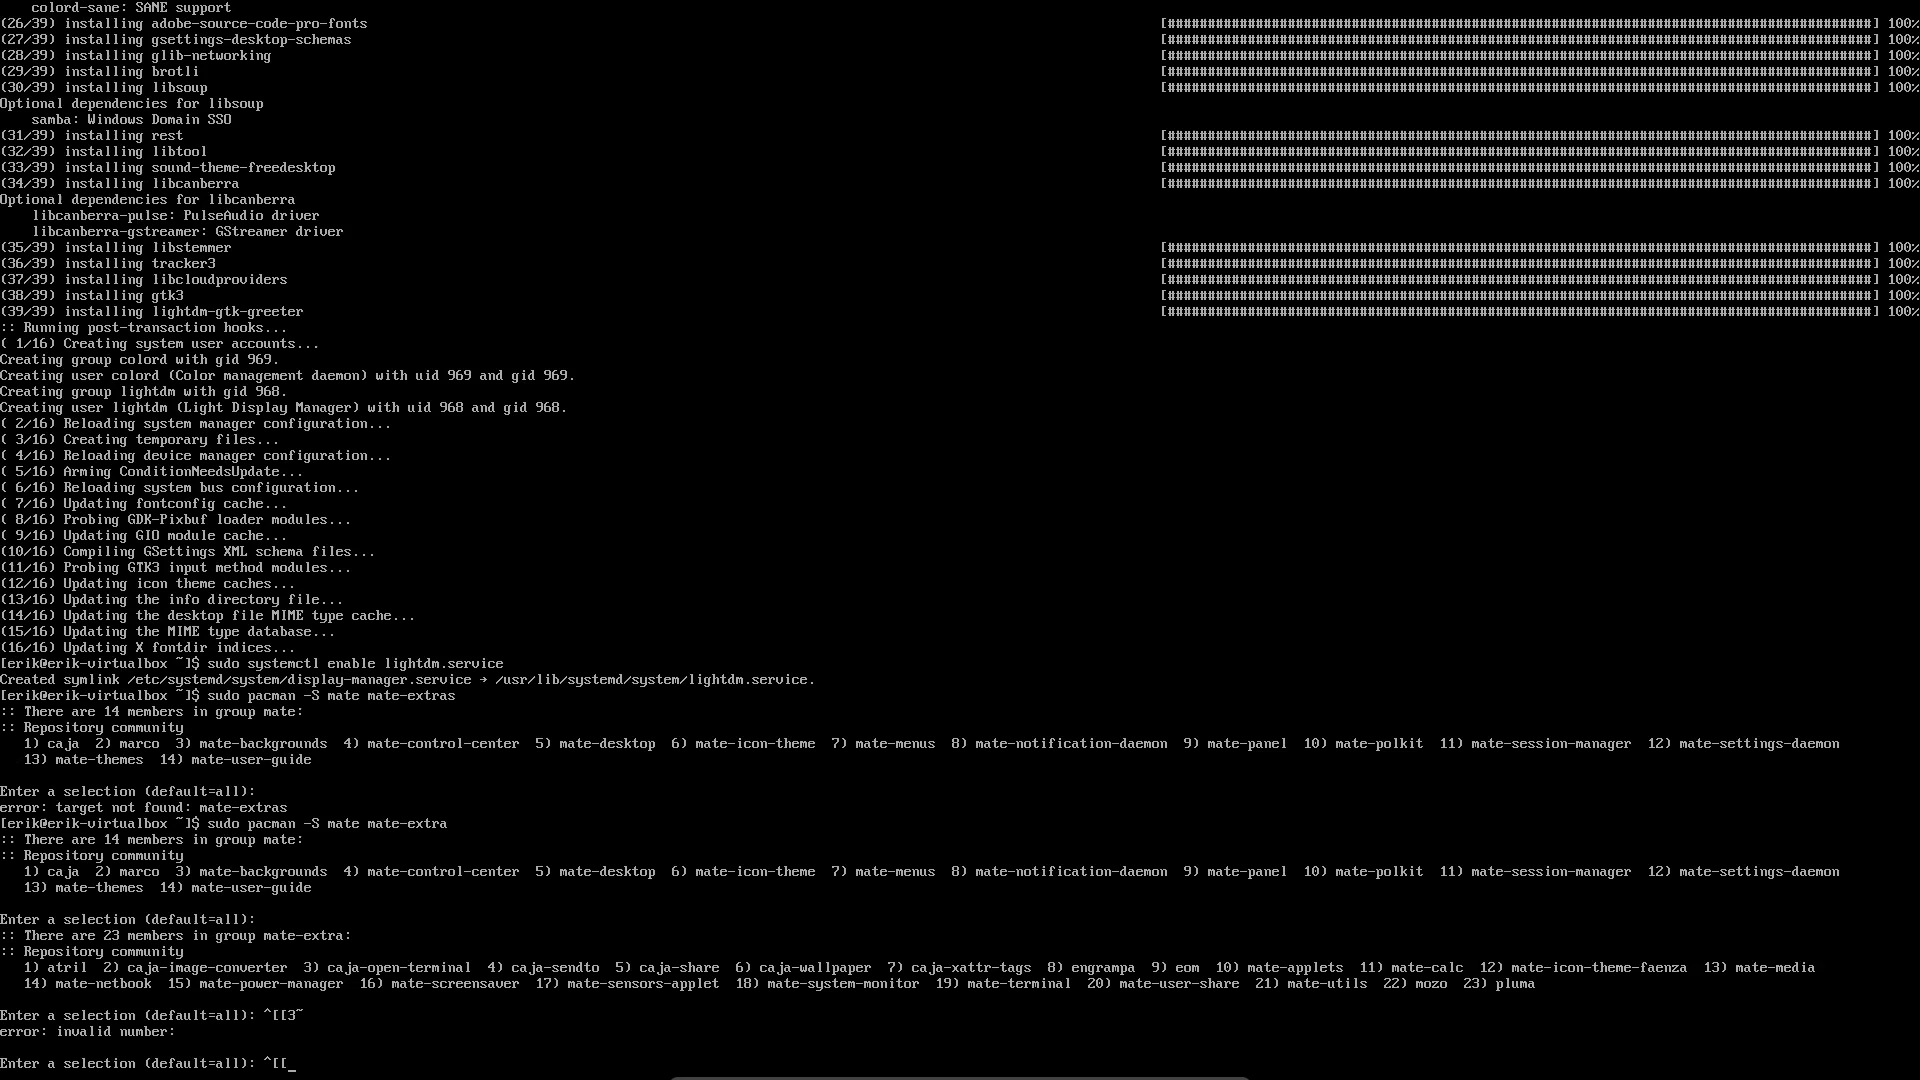 colord-sane: SANE support
(26/39) installing adobe-source-code-pro-fonts [########################################################################################] 100%
(27/39) installing gsettings-desktop-schemas [########################################################################################] 100%
(28/39) installing glib-networking [########################################################################################] 100%
(29/39) installing brotli [########################################################################################] 100%
(30/39) installing libsoup [########################################################################################] 100%
Optional dependencies for libsoup
samba: Windows Domain SSO
(31/39) installing rest [########################################################################################] 100%
(32/39) installing libtool [########################################################################################] 100%
(33/39) installing sound-theme-freedesktop [########################################################################################] 100%
(34/39) installing libcanberra [########################################################################################] 100%
Optional dependencies for libcanberra
libcanberra-pulse: PulseAudio driver
libcanberra-gstreamer: GStreamer driver
(35/39) installing libstemmer [########################################################################################] 100%
(36/39) installing tracker3 [########################################################################################] 100%
(37/39) installing libcloudproviders [########################################################################################] 100%
(38/39) installing gtk3 [########################################################################################] 100%
(39/39) installing lightdm-gtk-greeter [########################################################################################] 100%
:: Running post-transaction hooks...
( 1/16) Creating system user accounts...
Creating group colord with gid 969.
Creating user colord (Color management daemon) with uid 969 and gid 969.
Creating group lightdm with gid 968.
Creating user lightdm (Light Display Manager) with uid 968 and gid 968.
( 2/16) Reloading system manager configuration...
( 3/16) Creating temporary files...
( 4/16) Reloading device manager configuration...
( 5/16) Arming ConditionNeedsUpdate...
( 6/16) Reloading system bus configuration...
( 7/16) Updating fontconfig cache...
( 8/16) Probing GDK-Pixbuf loader modules...
( 9/16) Updating GIO module cache...
(10/16) Compiling GSettings XML schema files...
(11/16) Probing GTK3 input method modules...
(12/16) Updating icon theme caches...
(13/16) Updating the info directory file...
(14/16) Updating the desktop file MIME type cache...
(15/16) Updating the MIME type database...
(16/16) Updating X fontdir indices...
[erik@erik-virtualbox ~]$ sudo systemctl enable lightdm.service
Created symlink /etc/systemd/system/display-manager.service → /usr/lib/systemd/system/lightdm.service.
[erik@erik-virtualbox ~]$ sudo pacman -S mate mate-extras
:: There are 14 members in group mate:
:: Repository community
1) caja 2) marco 3) mate-backgrounds 4) mate-control-center 5) mate-desktop 6) mate-icon-theme 7) mate-menus 8) mate-notification-daemon 9) mate-panel 10) mate-polkit 11) mate-session-manager 12) mate-settings-daemon
13) mate-themes 14) mate-user-guide
Enter a selection (default=all):
error: target not found: mate-extras
[erik@erik-virtualbox ~]$ sudo pacman -S mate mate-extra
:: There are 14 members in group mate:
:: Repository community
1) caja 2) marco 3) mate-backgrounds 4) mate-control-center 5) mate-desktop 6) mate-icon-theme 7) mate-menus 8) mate-notification-daemon 9) mate-panel 10) mate-polkit 11) mate-session-manager 12) mate-settings-daemon
13) mate-themes 14) mate-user-guide
Enter a selection (default=all):
:: There are 23 members in group mate-extra:
:: Repository community
1) atril 2) caja-image-converter 3) caja-open-terminal 4) caja-sendto 5) caja-share 6) caja-wallpaper 7) caja-xattr-tags 8) engrampa 9) eom 10) mate-applets 11) mate-calc 12) mate-icon-theme-faenza 13) mate-media
14) mate-netbook 15) mate-power-manager 16) mate-screensaver 17) mate-sensors-applet 18) mate-system-monitor 19) mate-terminal 20) mate-user-share 21) mate-utils 22) mozo 23) pluma
Enter a selection (default=all): ^[[3~
error: invalid number:
Enter a selection (default=all): ^[[_